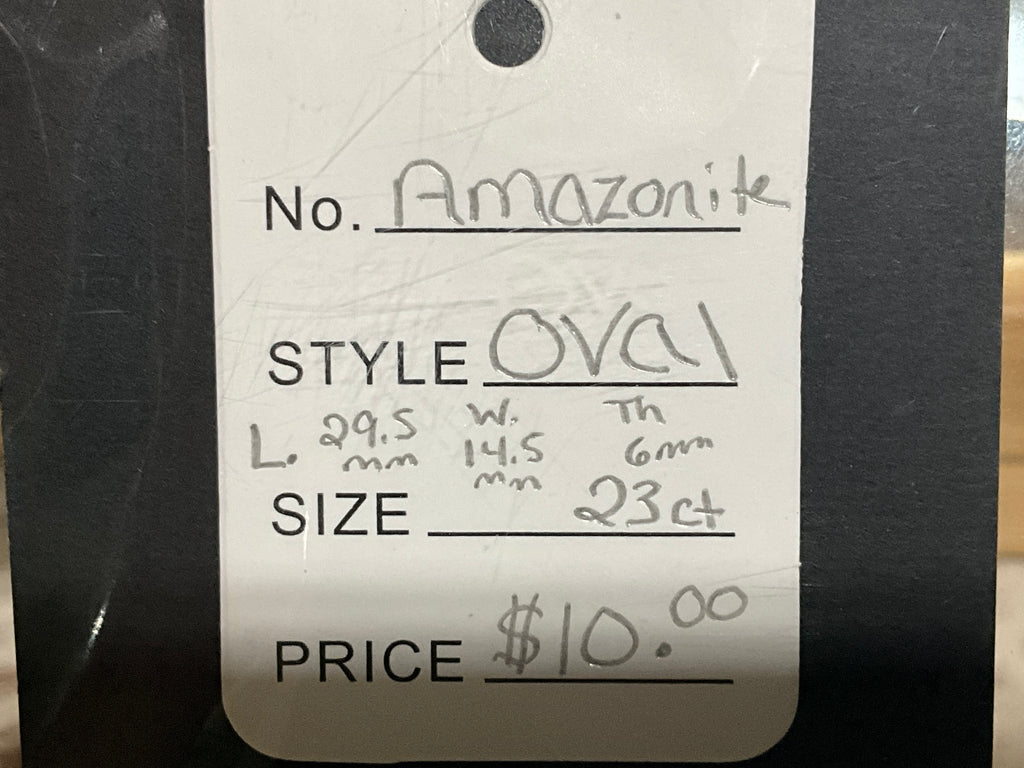 No. Amazonite
STYLE Oval
L. 29.5 mm W. 14.5 mm Th 6mm
SIZE 23ct
PRICE $10.00